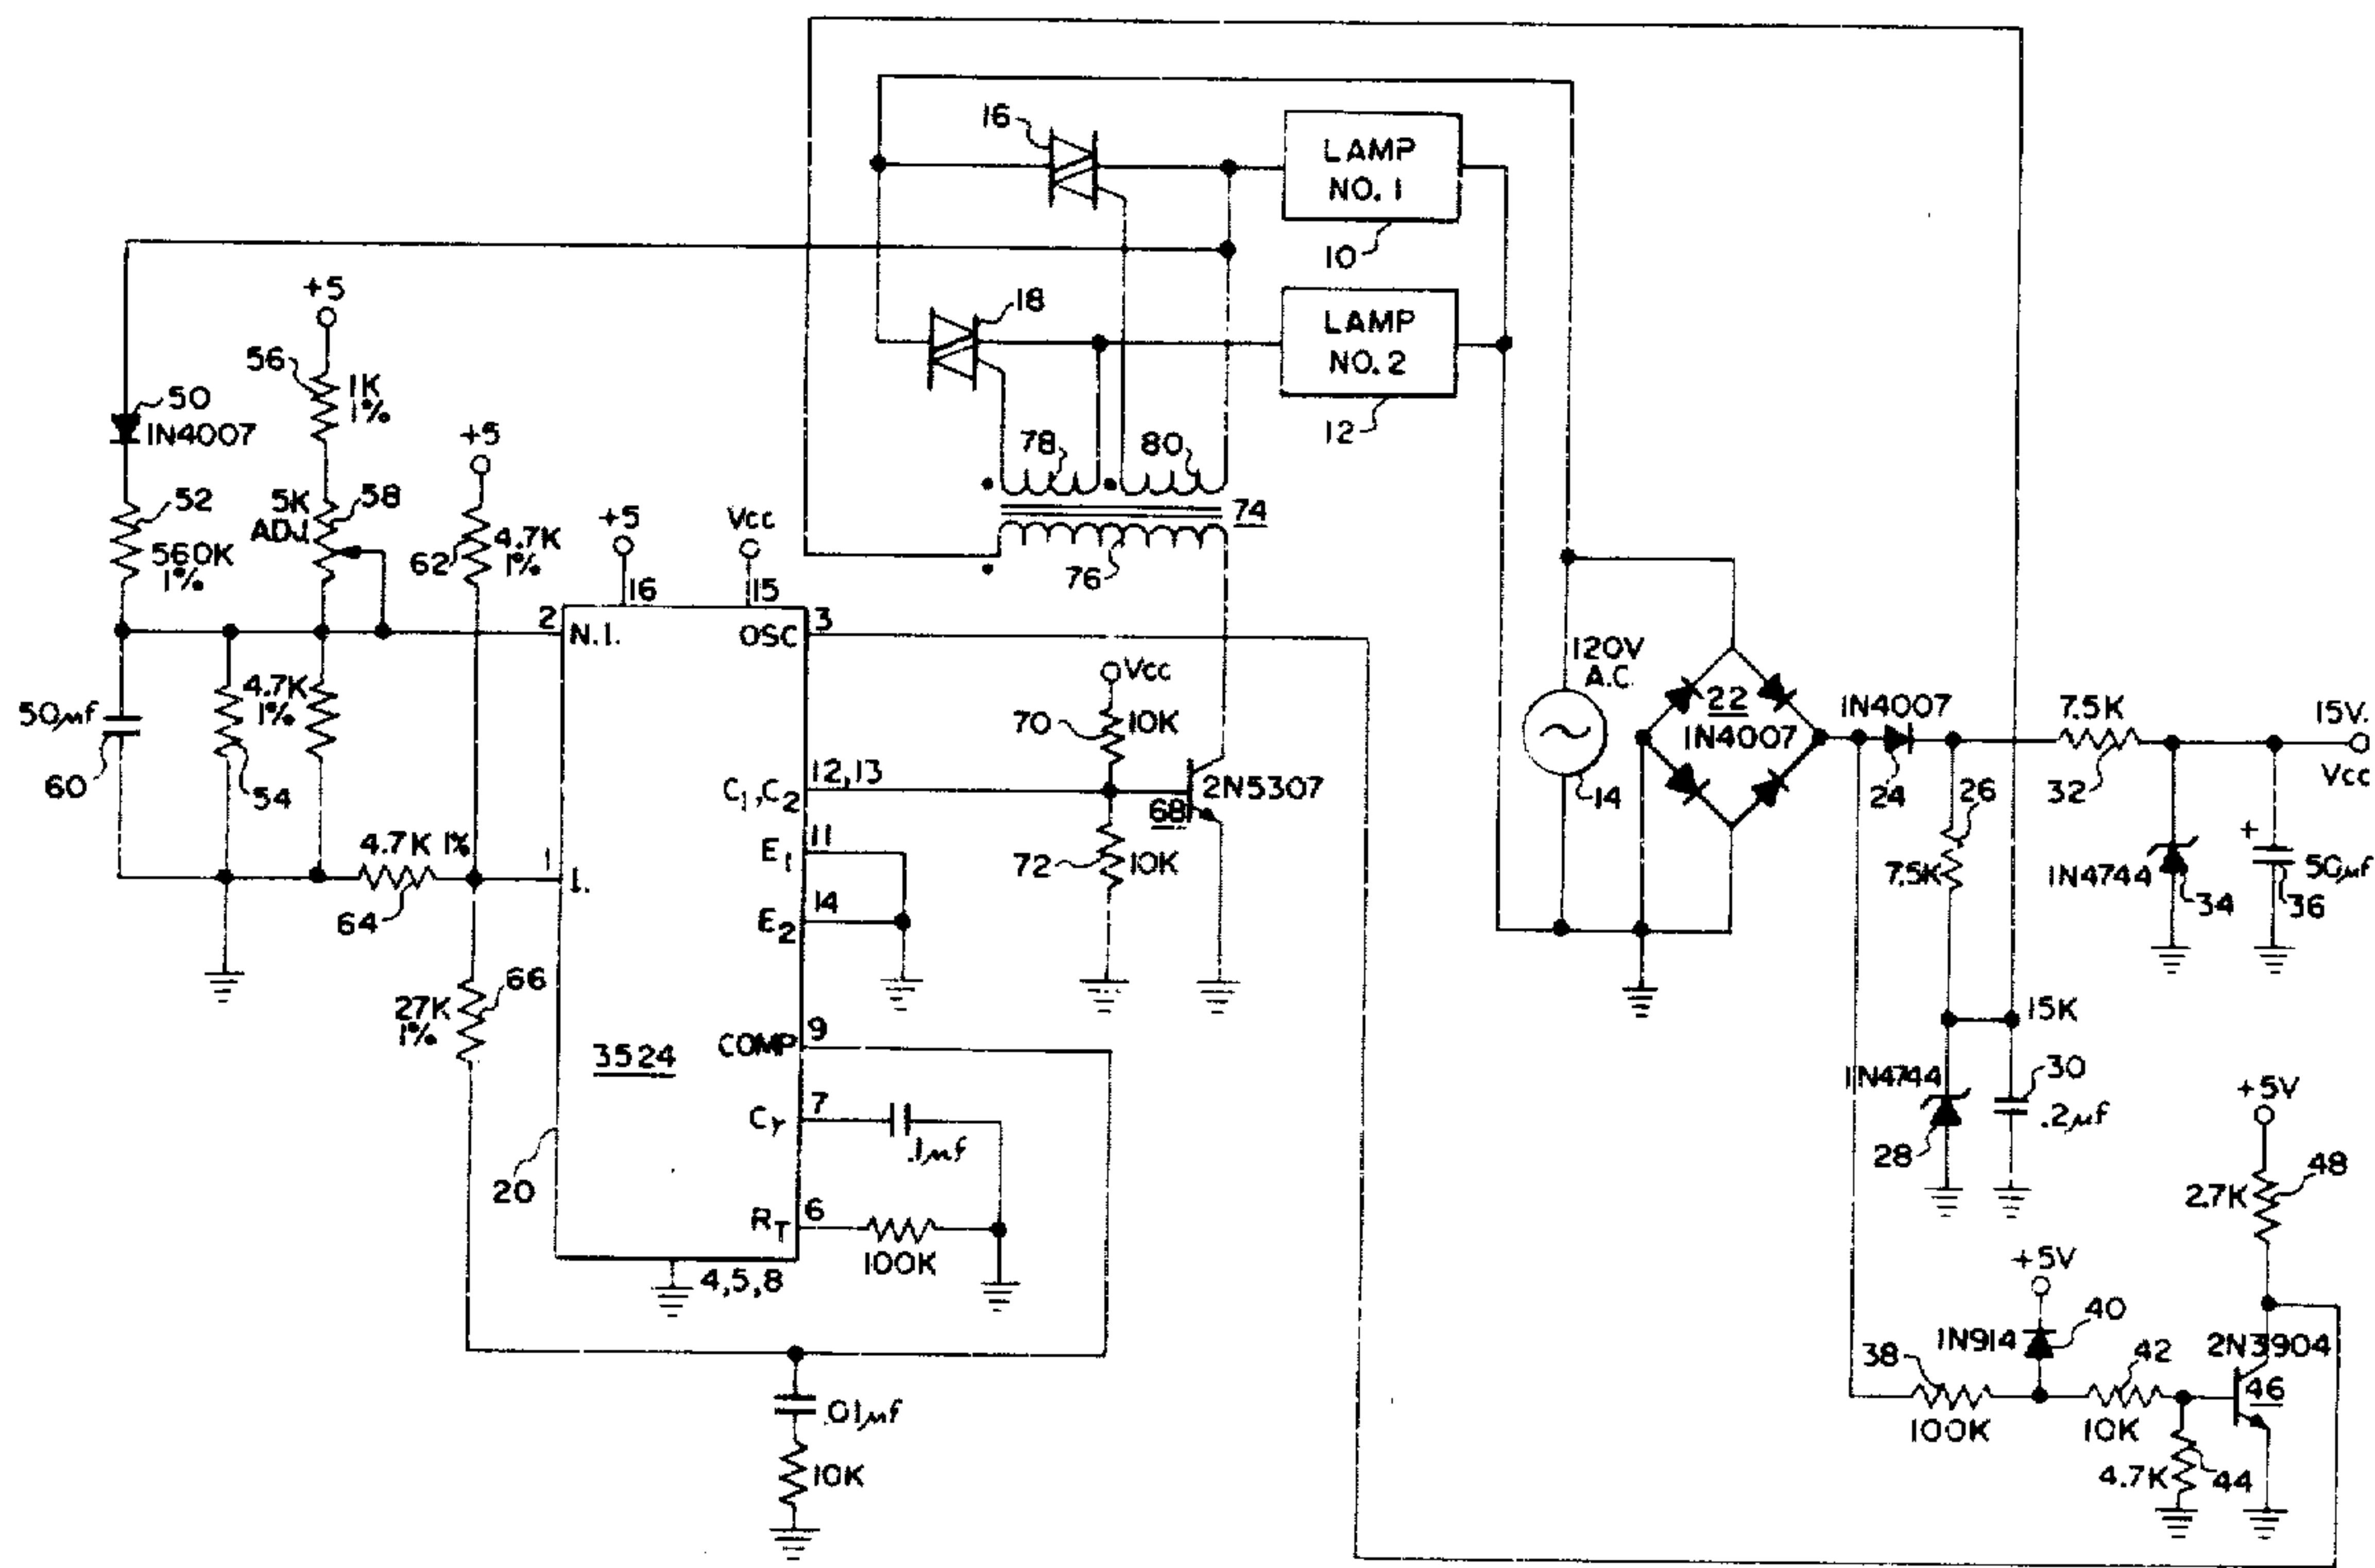 16
LAMP
NO. 1
10
18
LAMP
NO. 2
12
+5
56
1K
1%
50
1N4007
+5
78
80
52
560K
1%
5K
ADJ.
58
62
4.7K
1%
+5
Vcc
74
76
2
16
15
3
N.I.
OSC
120V
A.C.
14
22
1N4007
1N4007
24
7.5K
32
15V.
Vcc
50µf
60
54
4.7K
1%
Vcc
70
10K
12,13
C1,C2
2N5307
68
72
10K
26
7.5K
1N4744
34
+
50µf
36
4.7K 1%
64
1
I.
11
E1
14
E2
27K
1%
66
3524
9
COMP
15K
1N4744
28
30
.2µf
7
CT
.1µf
20
6
RT
100K
4,5,8
+5V
48
2.7K
+5V
1N914
40
38
100K
42
10K
2N3904
46
4.7K
44
.01µf
10K